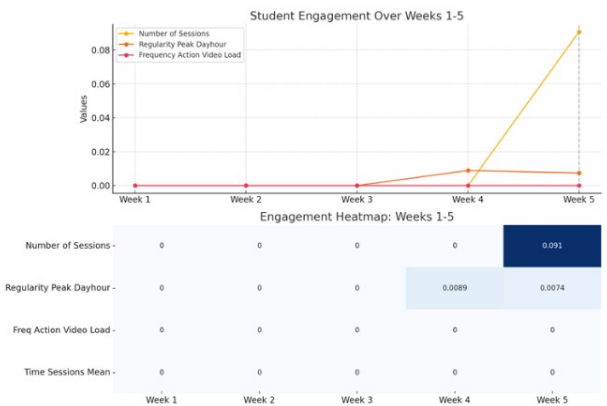 Student Engagement Over Weeks 1-5
Number of Sessions
Regularity Peak Dayhour
Frequency Action Video Load
Values
0.08
0.06
0.04
0.02
0.00
Week 1 Week 2 Week 3 Week 4 Week 5
Engagement Heatmap: Weeks 1-5
Number of Sessions 0 0 0 0 0.091
Regularity Peak Dayhour 0 0 0 0.0089 0.0074
Freq Action Video Load 0 0 0 0 0
Time Sessions Mean 0 0 0 0 0
Week 1 Week 2 Week 3 Week 4 Week 5